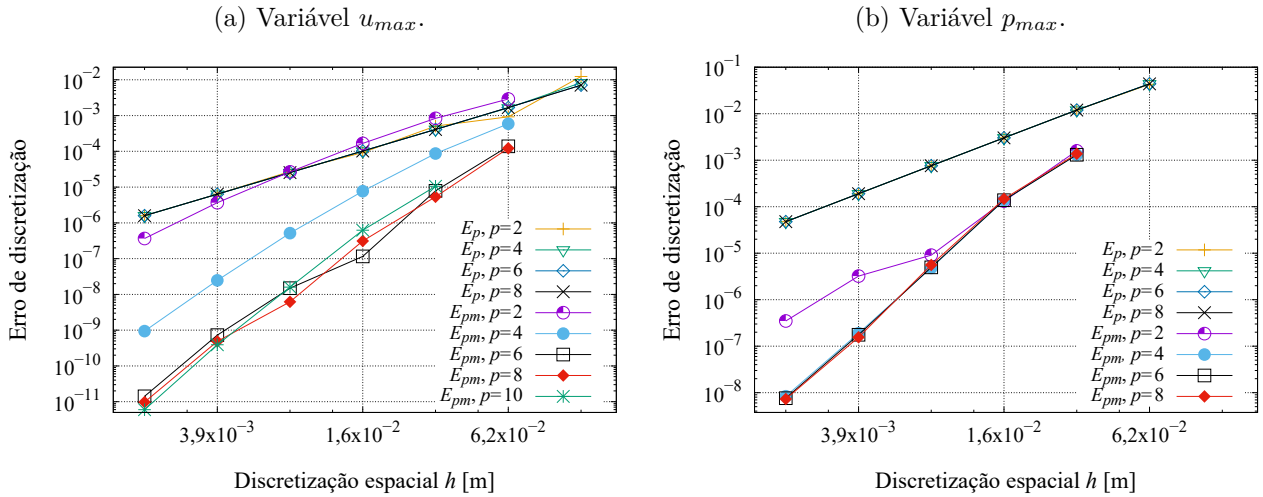 (a) Variável u_max.
10⁻²
10⁻³
10⁻⁴
10⁻⁵
10⁻⁶
10⁻⁷
10⁻⁸
10⁻⁹
10⁻¹⁰
10⁻¹¹
Erro de discretização
E_p, p=2
E_p, p=4
E_p, p=6
E_p, p=8
E_pm, p=2
E_pm, p=4
E_pm, p=6
E_pm, p=8
E_pm, p=10
3,9x10⁻³
1,6x10⁻²
6,2x10⁻²
Discretização espacial h [m]
(b) Variável p_max.
10⁻¹
10⁻²
10⁻³
10⁻⁴
10⁻⁵
10⁻⁶
10⁻⁷
10⁻⁸
Erro de discretização
E_p, p=2
E_p, p=4
E_p, p=6
E_p, p=8
E_pm, p=2
E_pm, p=4
E_pm, p=6
E_pm, p=8
3,9x10⁻³
1,6x10⁻²
6,2x10⁻²
Discretização espacial h [m]